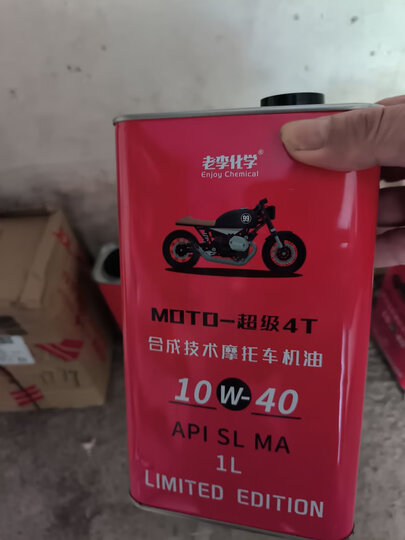 老李化学®
Enjoy Chemical
99
MOTO-超级4T
合成技术摩托车机油
10W-40
API SL MA
1L
LIMITED EDITION